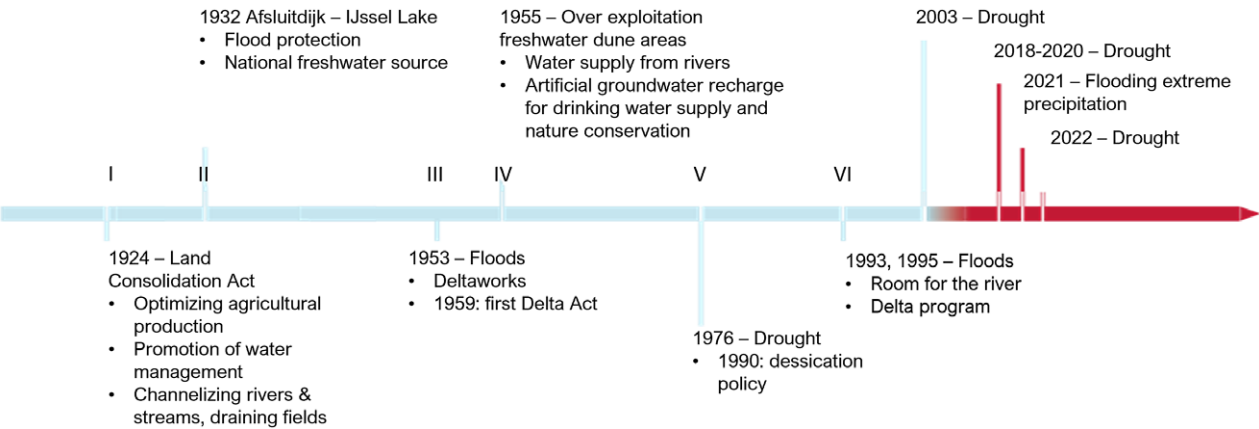 1932 Afsluitdijk – IJssel Lake
• Flood protection
• National freshwater source
1955 – Over exploitation
freshwater dune areas
• Water supply from rivers
• Artificial groundwater recharge
for drinking water supply and
nature conservation
2003 – Drought
2018-2020 – Drought
2021 – Flooding extreme
precipitation
2022 – Drought
I
II
III
IV
V
VI
1924 – Land
Consolidation Act
• Optimizing agricultural
production
• Promotion of water
management
• Channelizing rivers &
streams, draining fields
1953 – Floods
• Deltaworks
• 1959: first Delta Act
1976 – Drought
• 1990: dessication
policy
1993, 1995 – Floods
• Room for the river
• Delta program